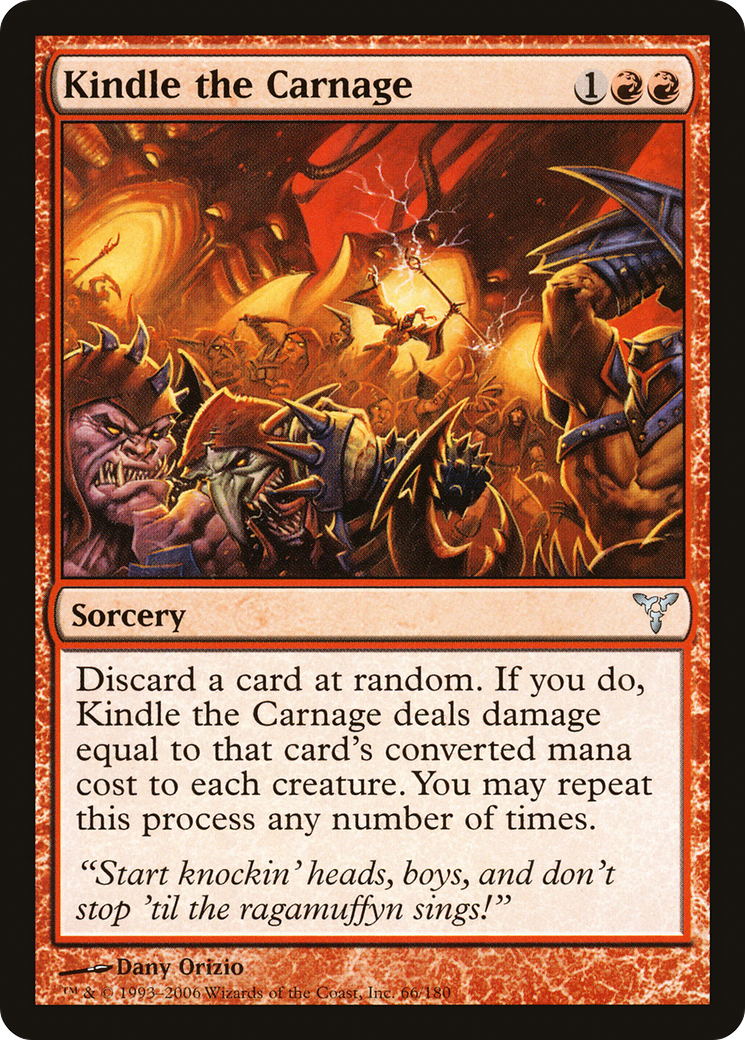 Kindle the Carnage 1
Sorcery
Discard a card at random. If you do,
Kindle the Carnage deals damage
equal to that card's converted mana
cost to each creature. You may repeat
this process any number of times.
“Start knockin' heads, boys, and don't
stop 'til the ragamuffyn sings!”
Dany Orizio
™ & © 1993–2006 Wizards of the Coast, Inc. 66/180